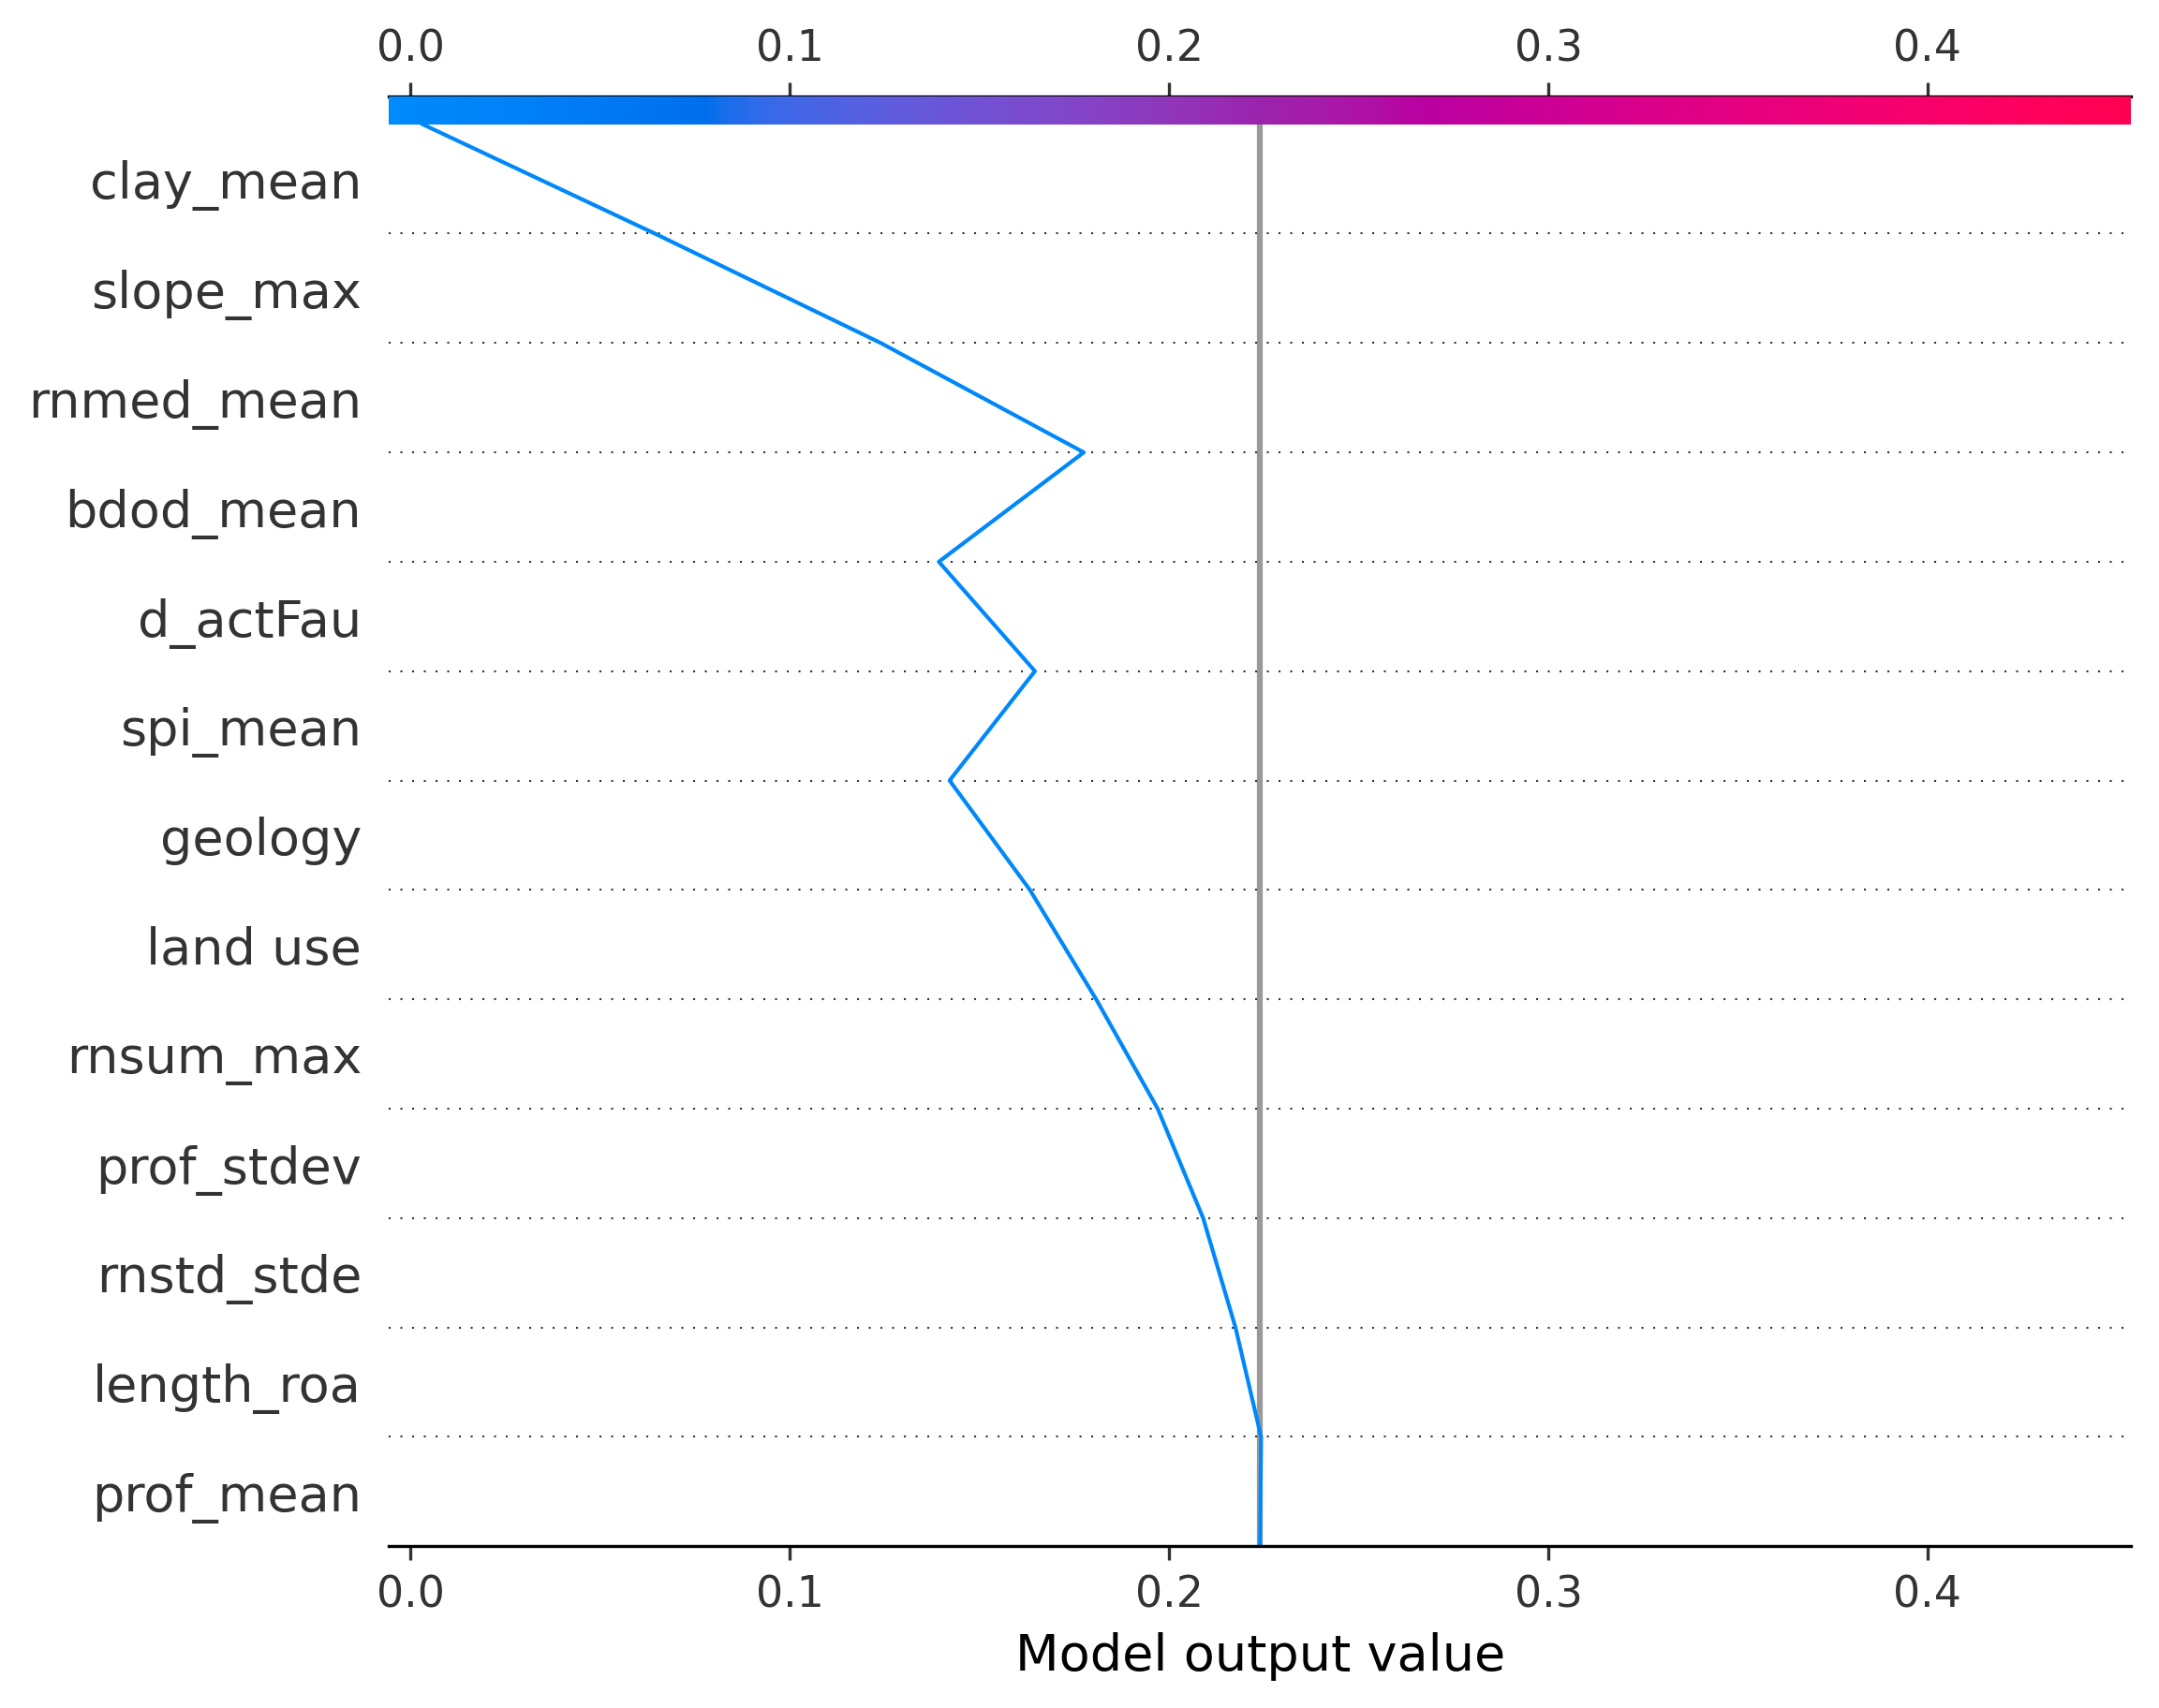 0.0 0.1 0.2 0.3 0.4
clay_mean
slope_max
rnmed_mean
bdod_mean
d_actFau
spi_mean
geology
land use
rnsum_max
prof_stdev
rnstd_stde
length_roa
prof_mean
0.0 0.1 0.2 0.3 0.4
Model output value